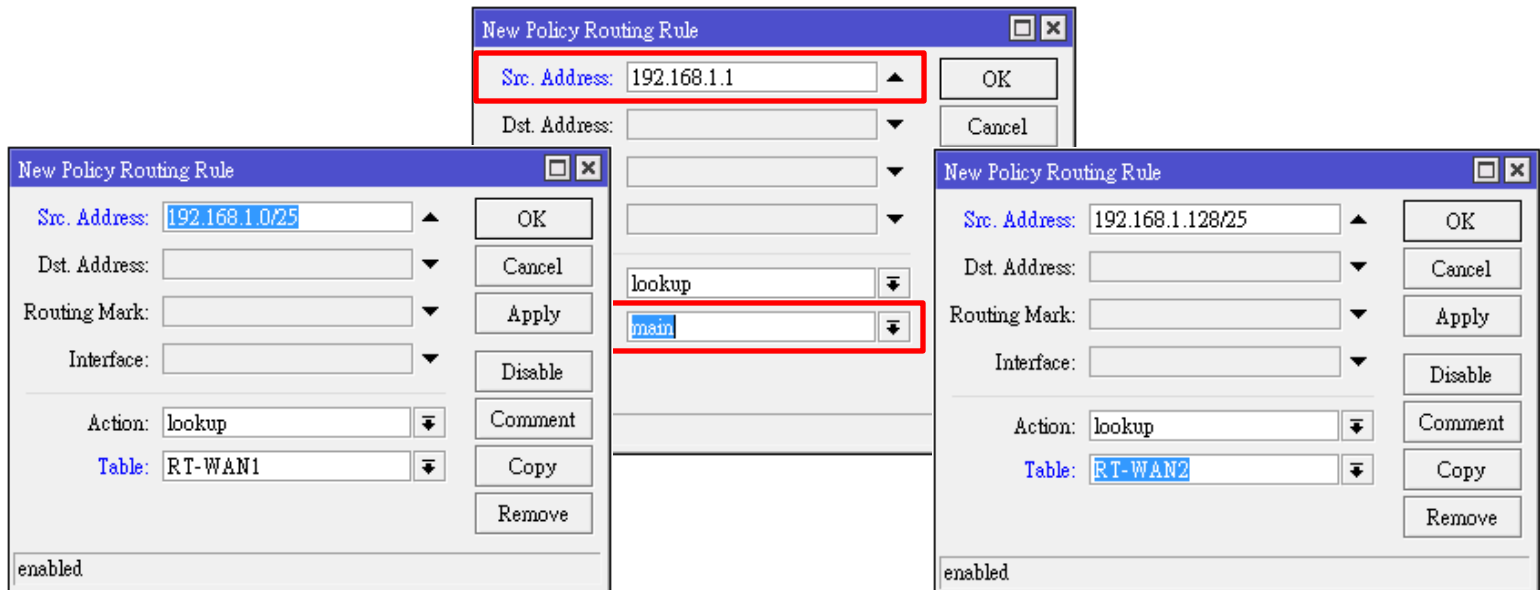 New Policy Routing Rule
Src. Address: 192.168.1.1
OK
Dst. Address:
Cancel
lookup
main
New Policy Routing Rule
Src. Address: 192.168.1.0/25
OK
Dst. Address:
Cancel
Routing Mark:
Apply
Interface:
Disable
Action: lookup
Comment
Table: RT-WAN1
Copy
Remove
enabled
New Policy Routing Rule
Src. Address: 192.168.1.128/25
OK
Dst. Address:
Cancel
Routing Mark:
Apply
Interface:
Disable
Action: lookup
Comment
Table: RT-WAN2
Copy
Remove
enabled